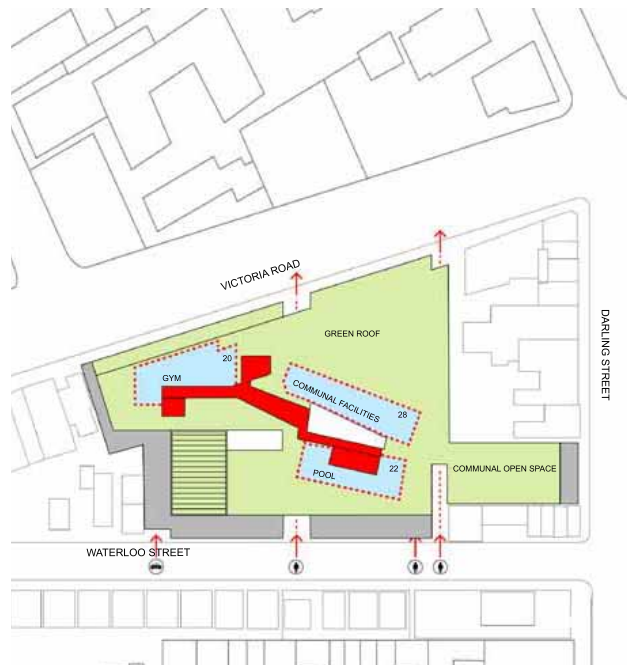 VICTORIA ROAD
GREEN ROOF
DARLING STREET
20
GYM
COMMUNAL FACILITIES
28
22
POOL
COMMUNAL OPEN SPACE
WATERLOO STREET